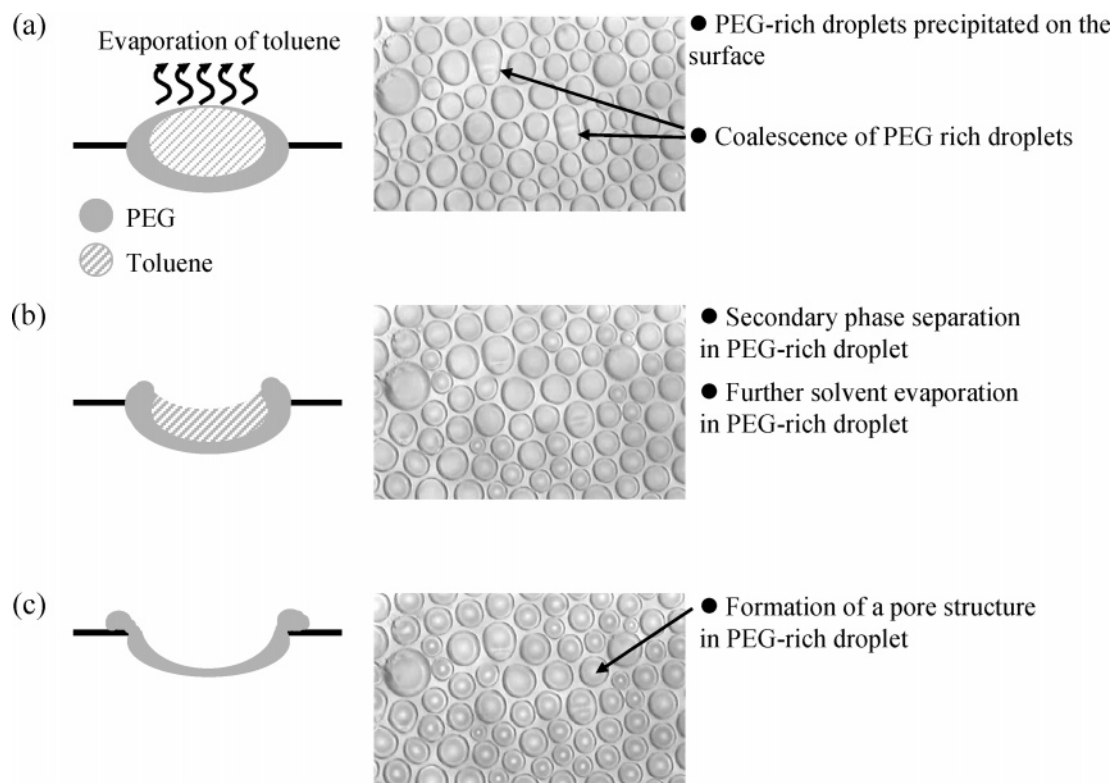 (a)
Evaporation of toluene
PEG
Toluene
● PEG-rich droplets precipitated on the
surface
● Coalescence of PEG rich droplets
(b)
● Secondary phase separation
in PEG-rich droplet
● Further solvent evaporation
in PEG-rich droplet
(c)
● Formation of a pore structure
in PEG-rich droplet